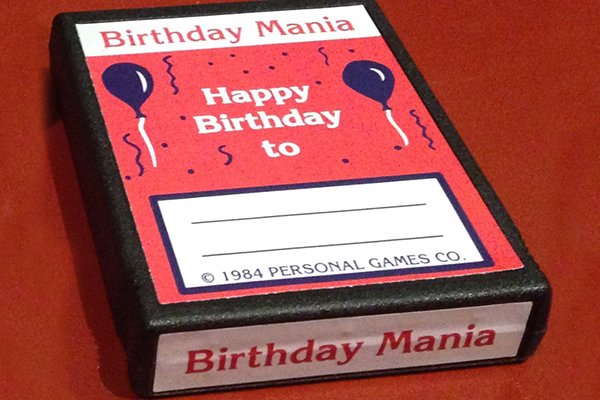 Birthday Mania
Happy
Birthday
to
© 1984 PERSONAL GAMES CO.
Birthday Mania